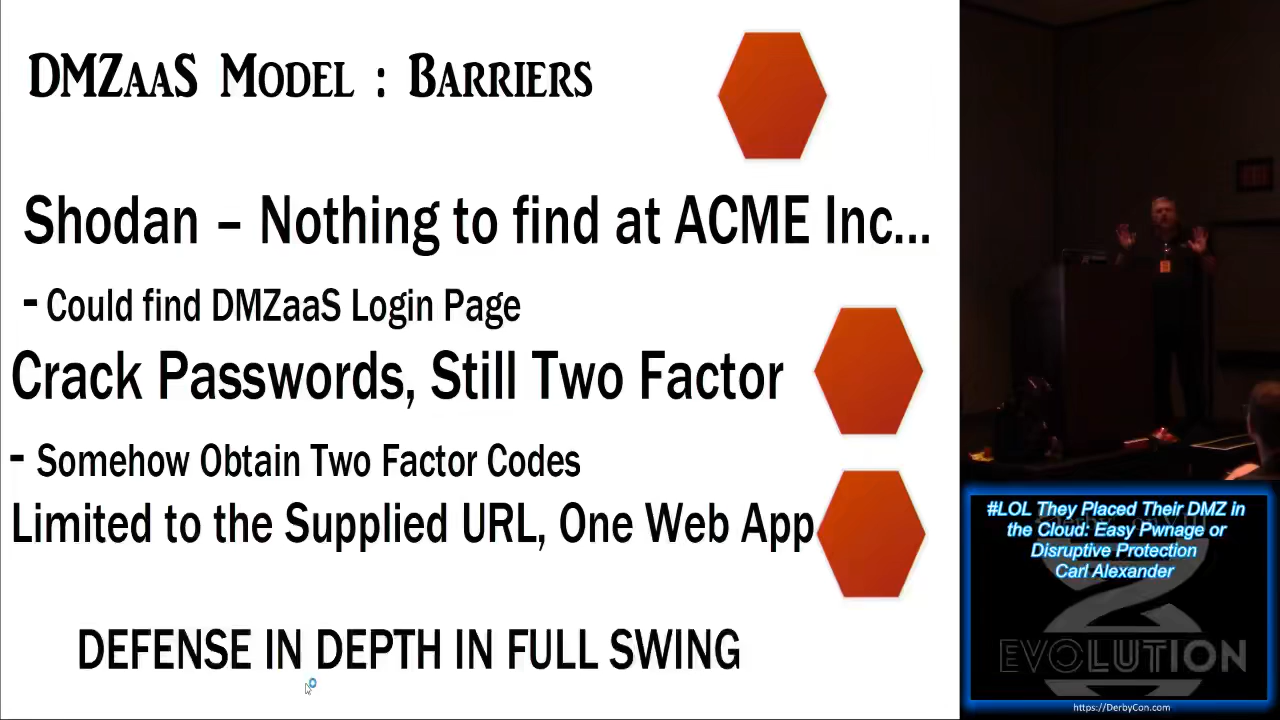 DMZaaS Model : Barriers
Shodan – Nothing to find at ACME Inc...
- Could find DMZaaS Login Page
Crack Passwords, Still Two Factor
- Somehow Obtain Two Factor Codes
Limited to the Supplied URL, One Web App
DEFENSE IN DEPTH IN FULL SWING
#LOL They Placed Their DMZ in
the Cloud: Easy Pwnage or
Disruptive Protection
Carl Alexander
EVOLUTION
https://DerbyCon.com